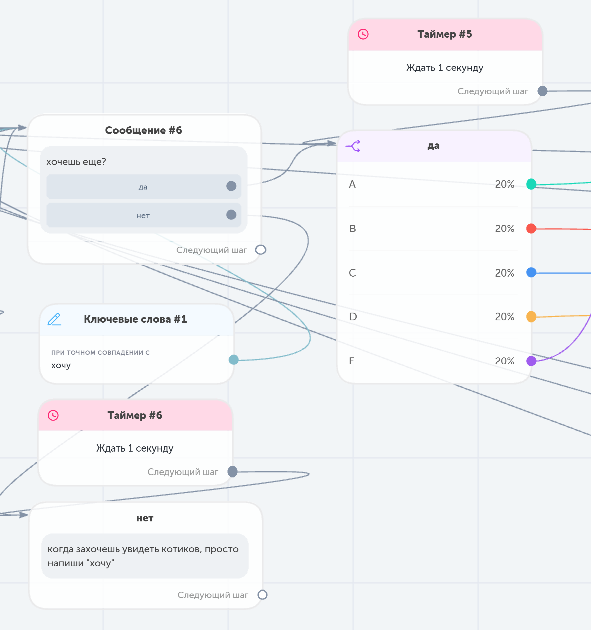 Таймер #5
Ждать 1 секунду
Следующий шаг
Сообщение #6
хочешь еще?
да
нет
Следующий шаг
да
A 20%
B 20%
C 20%
D 20%
E 20%
Ключевые слова #1
ПРИ ТОЧНОМ СОВПАДЕНИИ С
хочу
Таймер #6
Ждать 1 секунду
Следующий шаг
нет
когда захочешь увидеть котиков, просто
напиши "хочу"
Следующий шаг